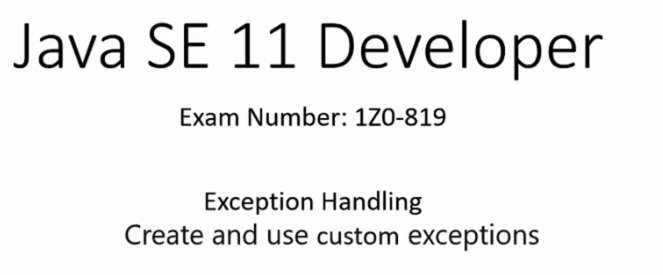 Java SE 11 Developer
Exam Number: 1Z0-819
Exception Handling
Create and use custom exceptions